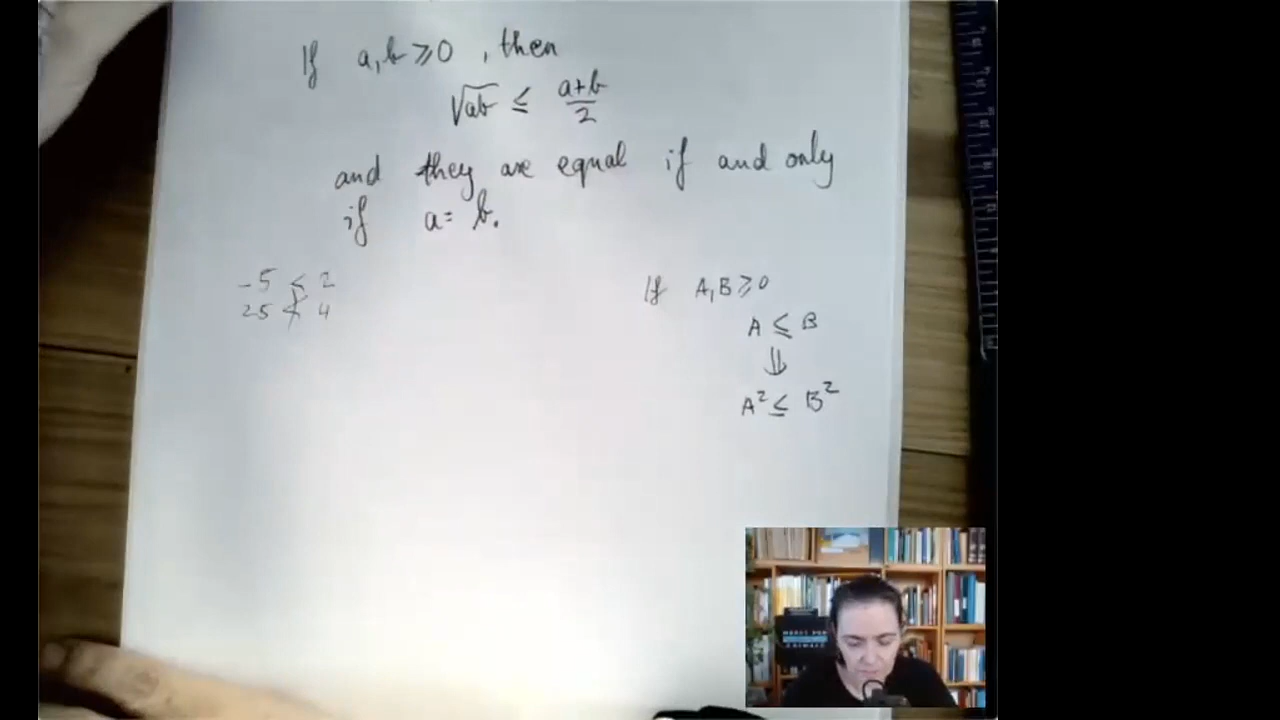 If a, b ⩾ 0 , then
√ab ≤ a+b/2
and they are equal if and only
if a = b.
-5 < 2
25 ≮ 4
If A, B ⩾ 0
A ≤ B
⇓
A² ≤ B²